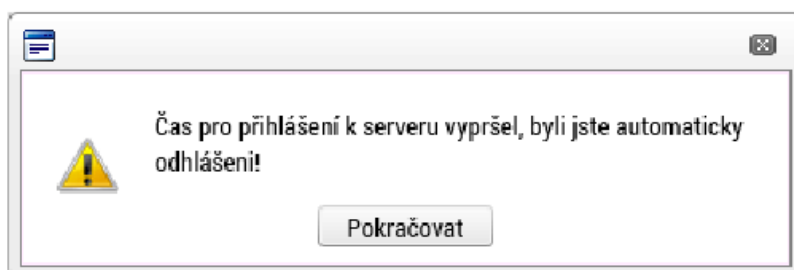 Čas pro přihlášení k serveru vypršel, byli jste automaticky
odhlášeni!
Pokračovat